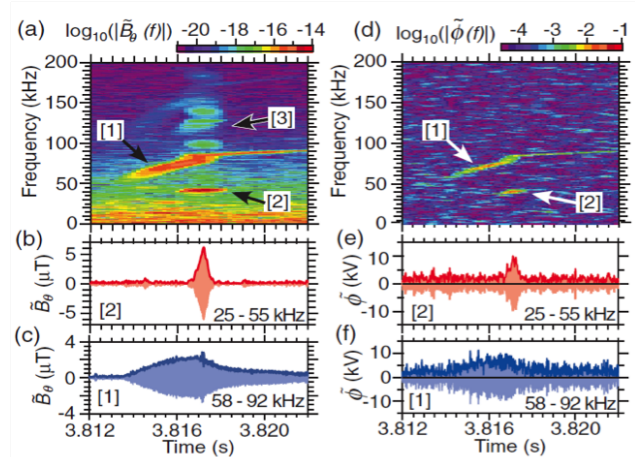 (a) log10(|B̃θ (f)|) -20 -18 -16 -14
200
150
100
50
0
Frequency (kHz)
[1]
[3]
[2]
(b)
5
0
-5
B̃θ (μT)
[2]
25 - 55 kHz
(c)
4
2
0
-4
B̃θ (μT)
[1]
58 - 92 kHz
3.812 3.816 3.820
Time (s)
(d) log10(|ϕ̃(f)|) -4 -3 -2 -1
200
150
100
50
0
Frequency (kHz)
[1]
[2]
(e)
10
0
-10
ϕ̃ (kV)
[2]
25 - 55 kHz
(f)
10
0
-10
ϕ̃ (kV)
[1]
58 - 92 kHz
3.812 3.816 3.820
Time (s)